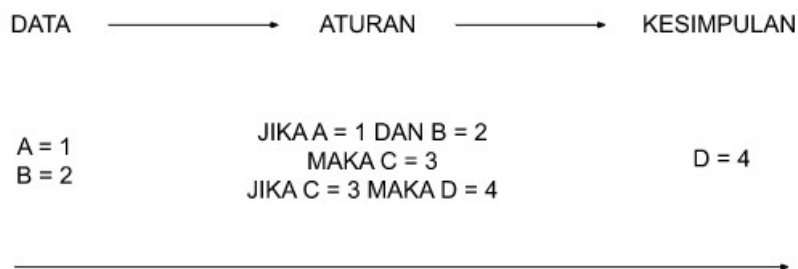 DATA ATURAN KESIMPULAN
A = 1
B = 2
JIKA A = 1 DAN B = 2
MAKA C = 3
JIKA C = 3 MAKA D = 4
D = 4